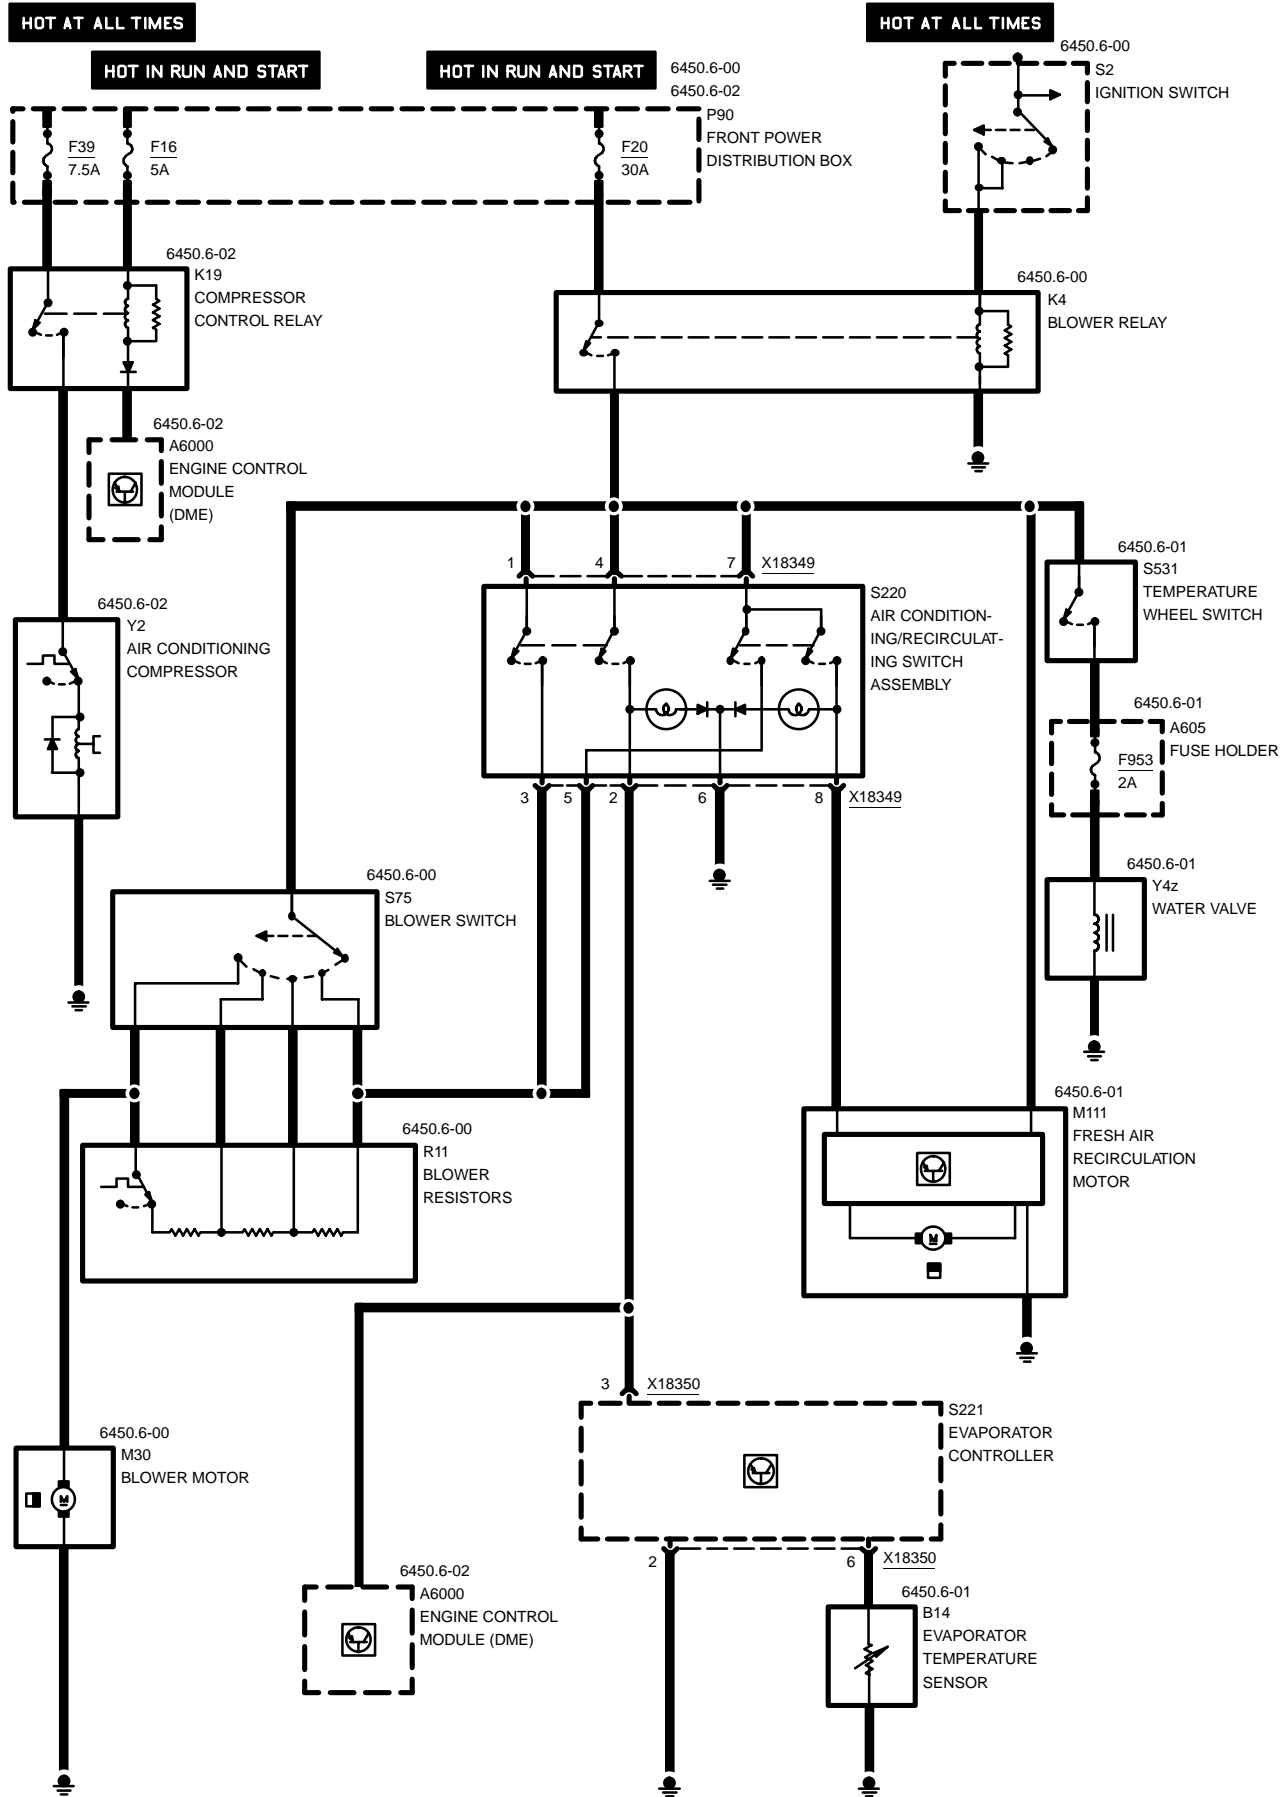 HOT AT ALL TIMES
HOT AT ALL TIMES
HOT IN RUN AND START
HOT IN RUN AND START
6450.6-00
6450.6-02
P90
FRONT POWER
DISTRIBUTION BOX
6450.6-00
S2
IGNITION SWITCH
F39
7.5A
F16
5A
F20
30A
6450.6-02
K19
COMPRESSOR
CONTROL RELAY
6450.6-00
K4
BLOWER RELAY
6450.6-02
A6000
ENGINE CONTROL
MODULE
(DME)
1
4
7
X18349
S220
AIR CONDITION-
ING/RECIRCULAT-
ING SWITCH
ASSEMBLY
6450.6-01
S531
TEMPERATURE
WHEEL SWITCH
6450.6-02
Y2
AIR CONDITIONING
COMPRESSOR
6450.6-01
A605
FUSE HOLDER
F953
2A
3
5
2
6
8
X18349
6450.6-01
Y4z
WATER VALVE
6450.6-00
S75
BLOWER SWITCH
6450.6-00
R11
BLOWER
RESISTORS
6450.6-01
M111
FRESH AIR
RECIRCULATION
MOTOR
M
3
X18350
S221
EVAPORATOR
CONTROLLER
6450.6-00
M30
BLOWER MOTOR
M
2
6
X18350
6450.6-02
A6000
ENGINE CONTROL
MODULE (DME)
6450.6-01
B14
EVAPORATOR
TEMPERATURE
SENSOR